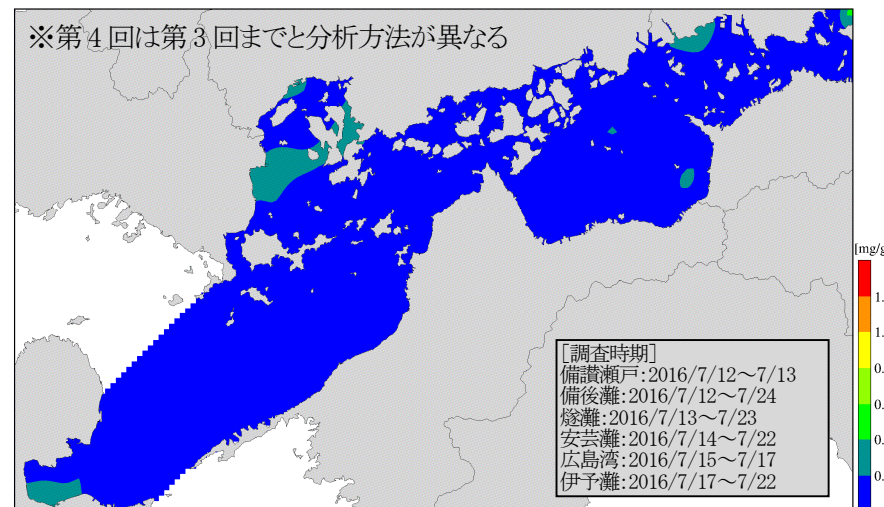 ※第4回は第3回までと分析方法が異なる
[mg/g
1.
1.
0.
0.
0.
0.
[調査時期]
備讃瀬戸:2016/7/12～7/13
備後灘:2016/7/12～7/24
燧灘:2016/7/13～7/23
安芸灘:2016/7/14～7/22
広島湾:2016/7/15～7/17
伊予灘:2016/7/17～7/22